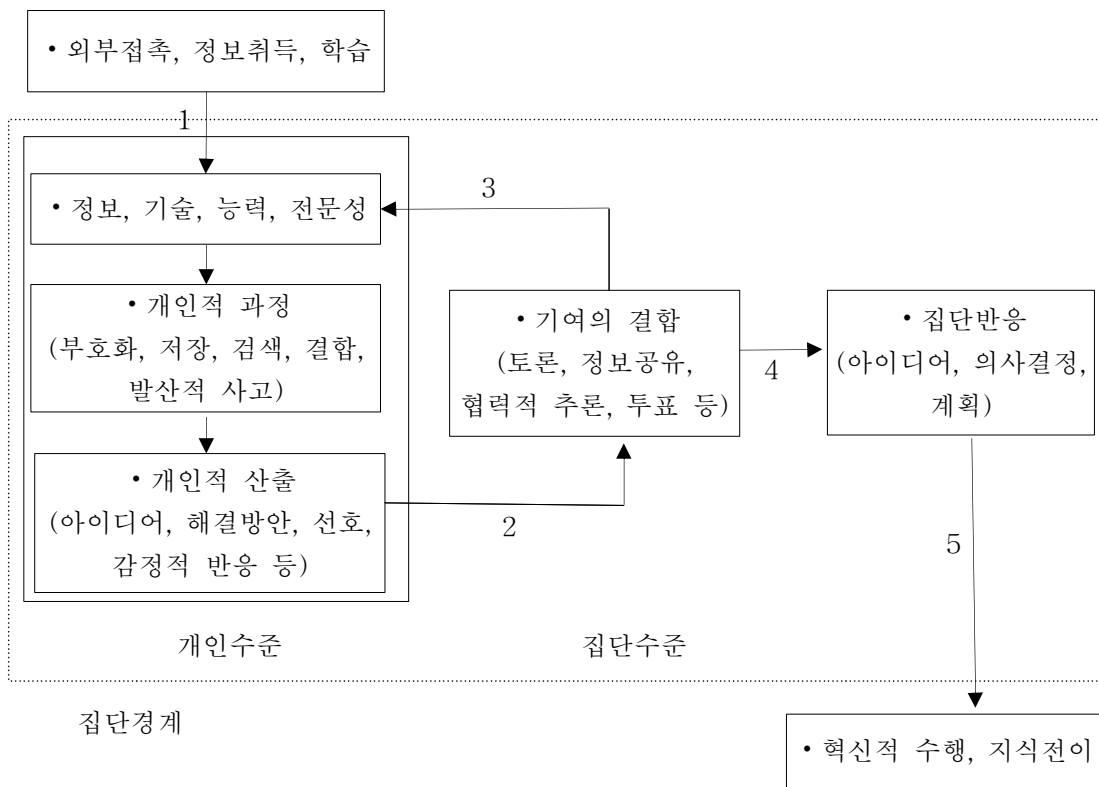 • 외부접촉, 정보취득, 학습
1
• 정보, 기술, 능력, 전문성
3
• 개인적 과정
(부호화, 저장, 검색, 결합,
발산적 사고)
• 기여의 결합
(토론, 정보공유,
협력적 추론, 투표 등)
4
• 집단반응
(아이디어, 의사결정,
계획)
• 개인적 산출
(아이디어, 해결방안, 선호,
감정적 반응 등)
2
5
개인수준
집단수준
집단경계
• 혁신적 수행, 지식전이